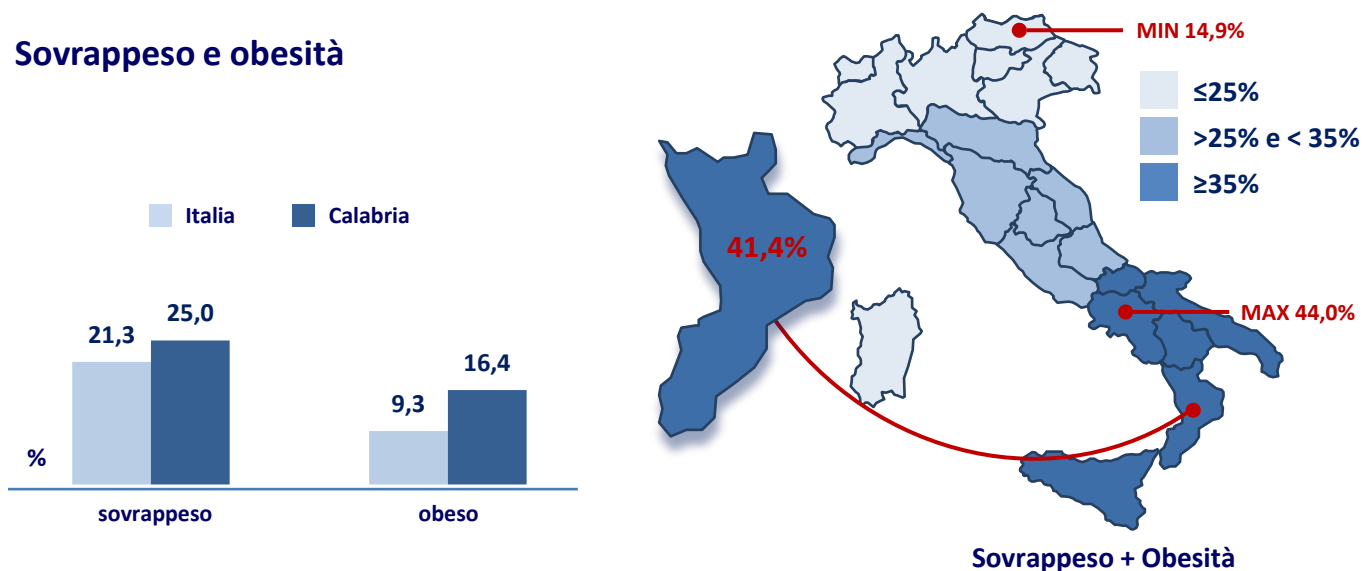 Sovrappeso e obesità
Italia
Calabria
21,3
25,0
9,3
16,4
%
sovrappeso
obeso
41,4%
MIN 14,9%
≤25%
>25% e < 35%
≥35%
MAX 44,0%
Sovrappeso + Obesità